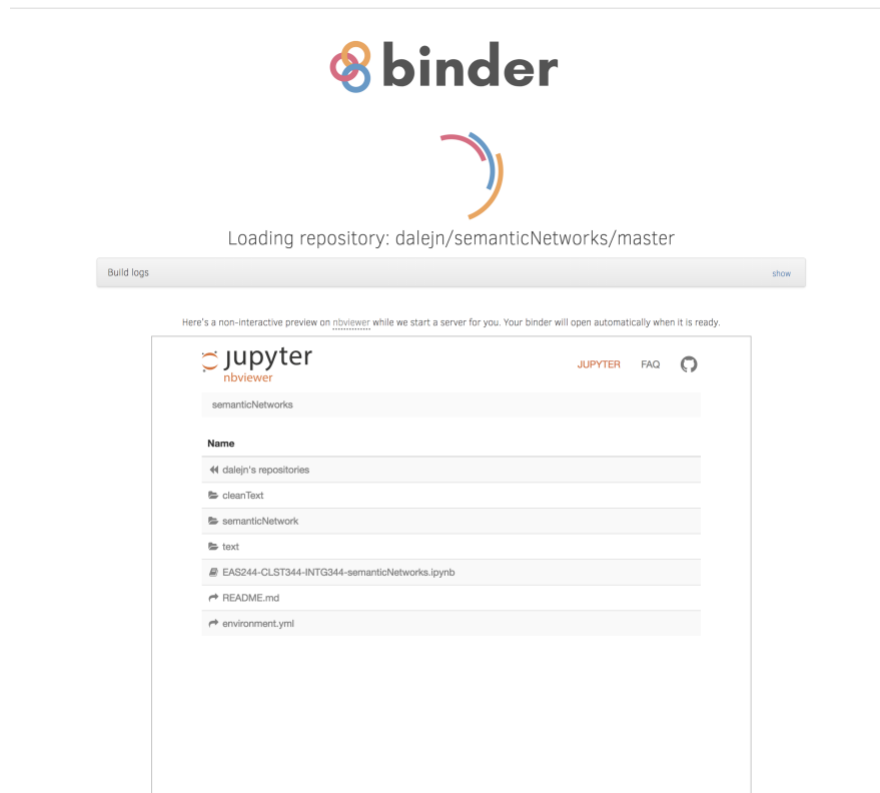 binder
Loading repository: dalejn/semanticNetworks/master
Build logs show
Here's a non-interactive preview on nbviewer while we start a server for you. Your binder will open automatically when it is ready.
jupyter
nbviewer
JUPYTER FAQ
semanticNetworks
Name
dalejn's repositories
cleanText
semanticNetwork
text
EAS244-CLST344-INTG344-semanticNetworks.ipynb
README.md
environment.yml